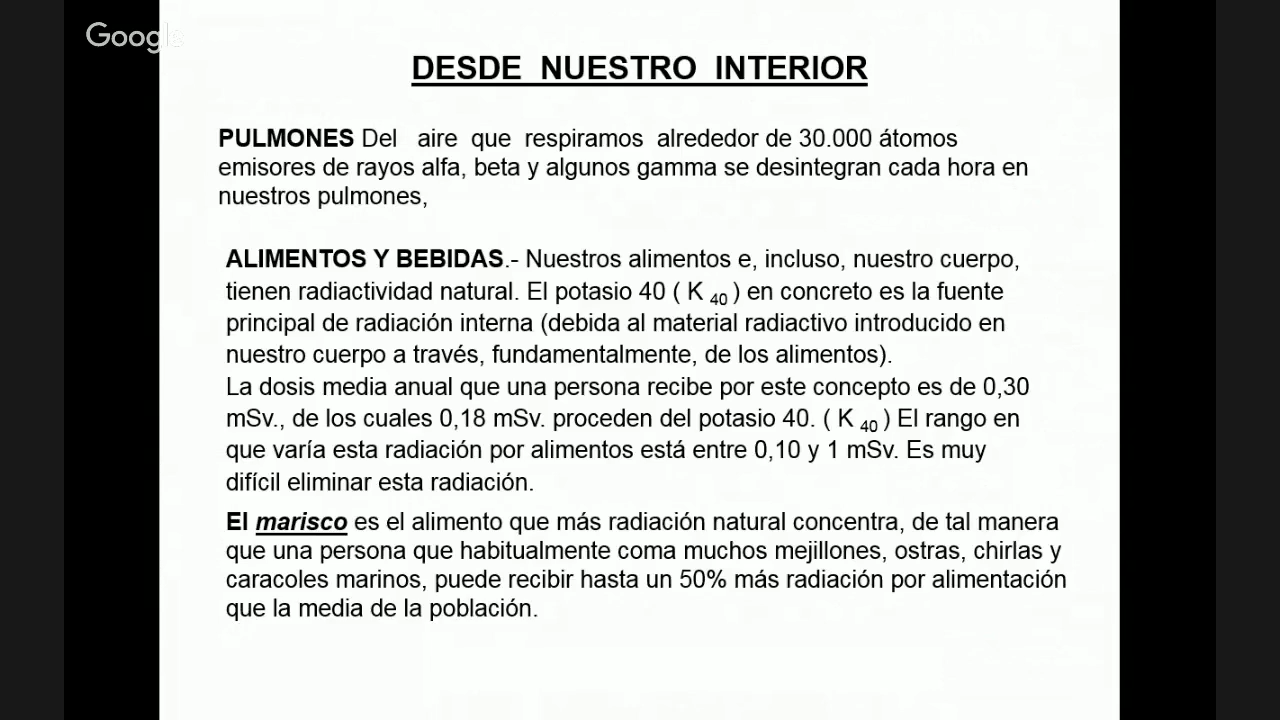 Google
DESDE NUESTRO INTERIOR
PULMONES Del aire que respiramos alrededor de 30.000 átomos
emisores de rayos alfa, beta y algunos gamma se desintegran cada hora en
nuestros pulmones,
ALIMENTOS Y BEBIDAS.- Nuestros alimentos e, incluso, nuestro cuerpo,
tienen radiactividad natural. El potasio 40 ( K 40 ) en concreto es la fuente
principal de radiación interna (debida al material radiactivo introducido en
nuestro cuerpo a través, fundamentalmente, de los alimentos).
La dosis media anual que una persona recibe por este concepto es de 0,30
mSv., de los cuales 0,18 mSv. proceden del potasio 40. ( K 40 ) El rango en
que varía esta radiación por alimentos está entre 0,10 y 1 mSv. Es muy
difícil eliminar esta radiación.
El marisco es el alimento que más radiación natural concentra, de tal manera
que una persona que habitualmente coma muchos mejillones, ostras, chirlas y
caracoles marinos, puede recibir hasta un 50% más radiación por alimentación
que la media de la población.